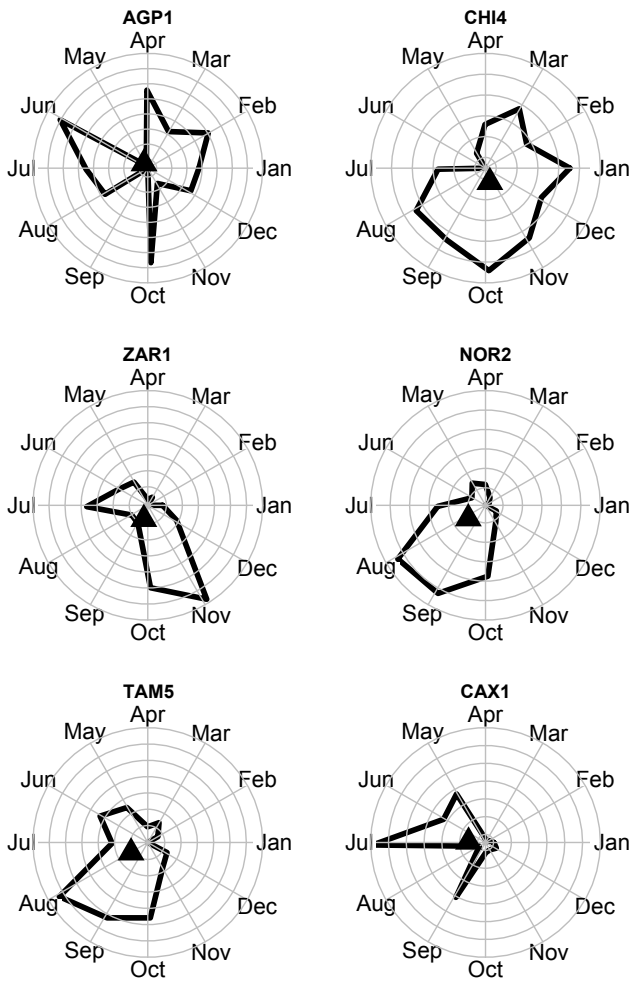 AGP1 CHI4
Apr Apr
May Mar May Mar
Jun Feb Jun Feb
Jul Jan Jul Jan
Aug Dec Aug Dec
Sep Nov Sep Nov
Oct Oct
ZAR1 NOR2
Apr Apr
May Mar May Mar
Jun Feb Jun Feb
Jul Jan Jul Jan
Aug Dec Aug Dec
Sep Nov Sep Nov
Oct Oct
TAM5 CAX1
Apr Apr
May Mar May Mar
Jun Feb Jun Feb
Jul Jan Jul Jan
Aug Dec Aug Dec
Sep Nov Sep Nov
Oct Oct